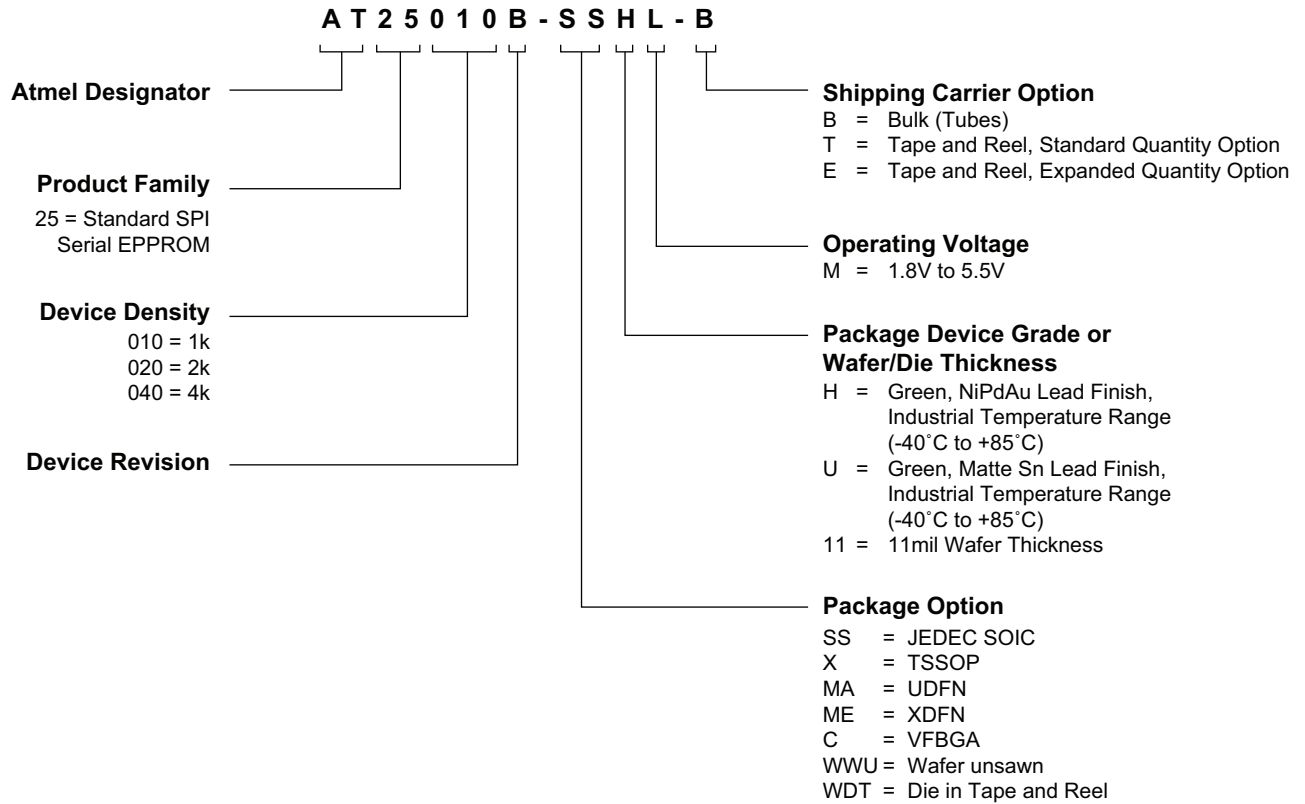 AT25010B-SSHL-B
Atmel Designator
Product Family
25 = Standard SPI
Serial EPPROM
Device Density
010 = 1k
020 = 2k
040 = 4k
Device Revision
Shipping Carrier Option
B = Bulk (Tubes)
T = Tape and Reel, Standard Quantity Option
E = Tape and Reel, Expanded Quantity Option
Operating Voltage
M = 1.8V to 5.5V
Package Device Grade or
Wafer/Die Thickness
H = Green, NiPdAu Lead Finish,
Industrial Temperature Range
(-40˚C to +85˚C)
U = Green, Matte Sn Lead Finish,
Industrial Temperature Range
(-40˚C to +85˚C)
11 = 11mil Wafer Thickness
Package Option
SS = JEDEC SOIC
X = TSSOP
MA = UDFN
ME = XDFN
C = VFBGA
WWU = Wafer unsawn
WDT = Die in Tape and Reel